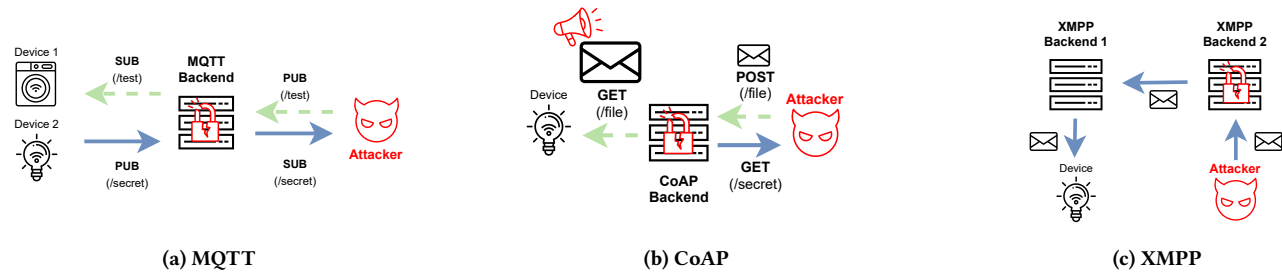 Device 1
SUB
(/test)
MQTT
Backend
PUB
(/test)
Device 2
PUB
(/secret)
SUB
(/secret)
Attacker
(a) MQTT
GET
(/file)
POST
(/file)
Device
Attacker
CoAP
Backend
GET
(/secret)
(b) CoAP
XMPP
Backend 1
XMPP
Backend 2
Device
Attacker
(c) XMPP